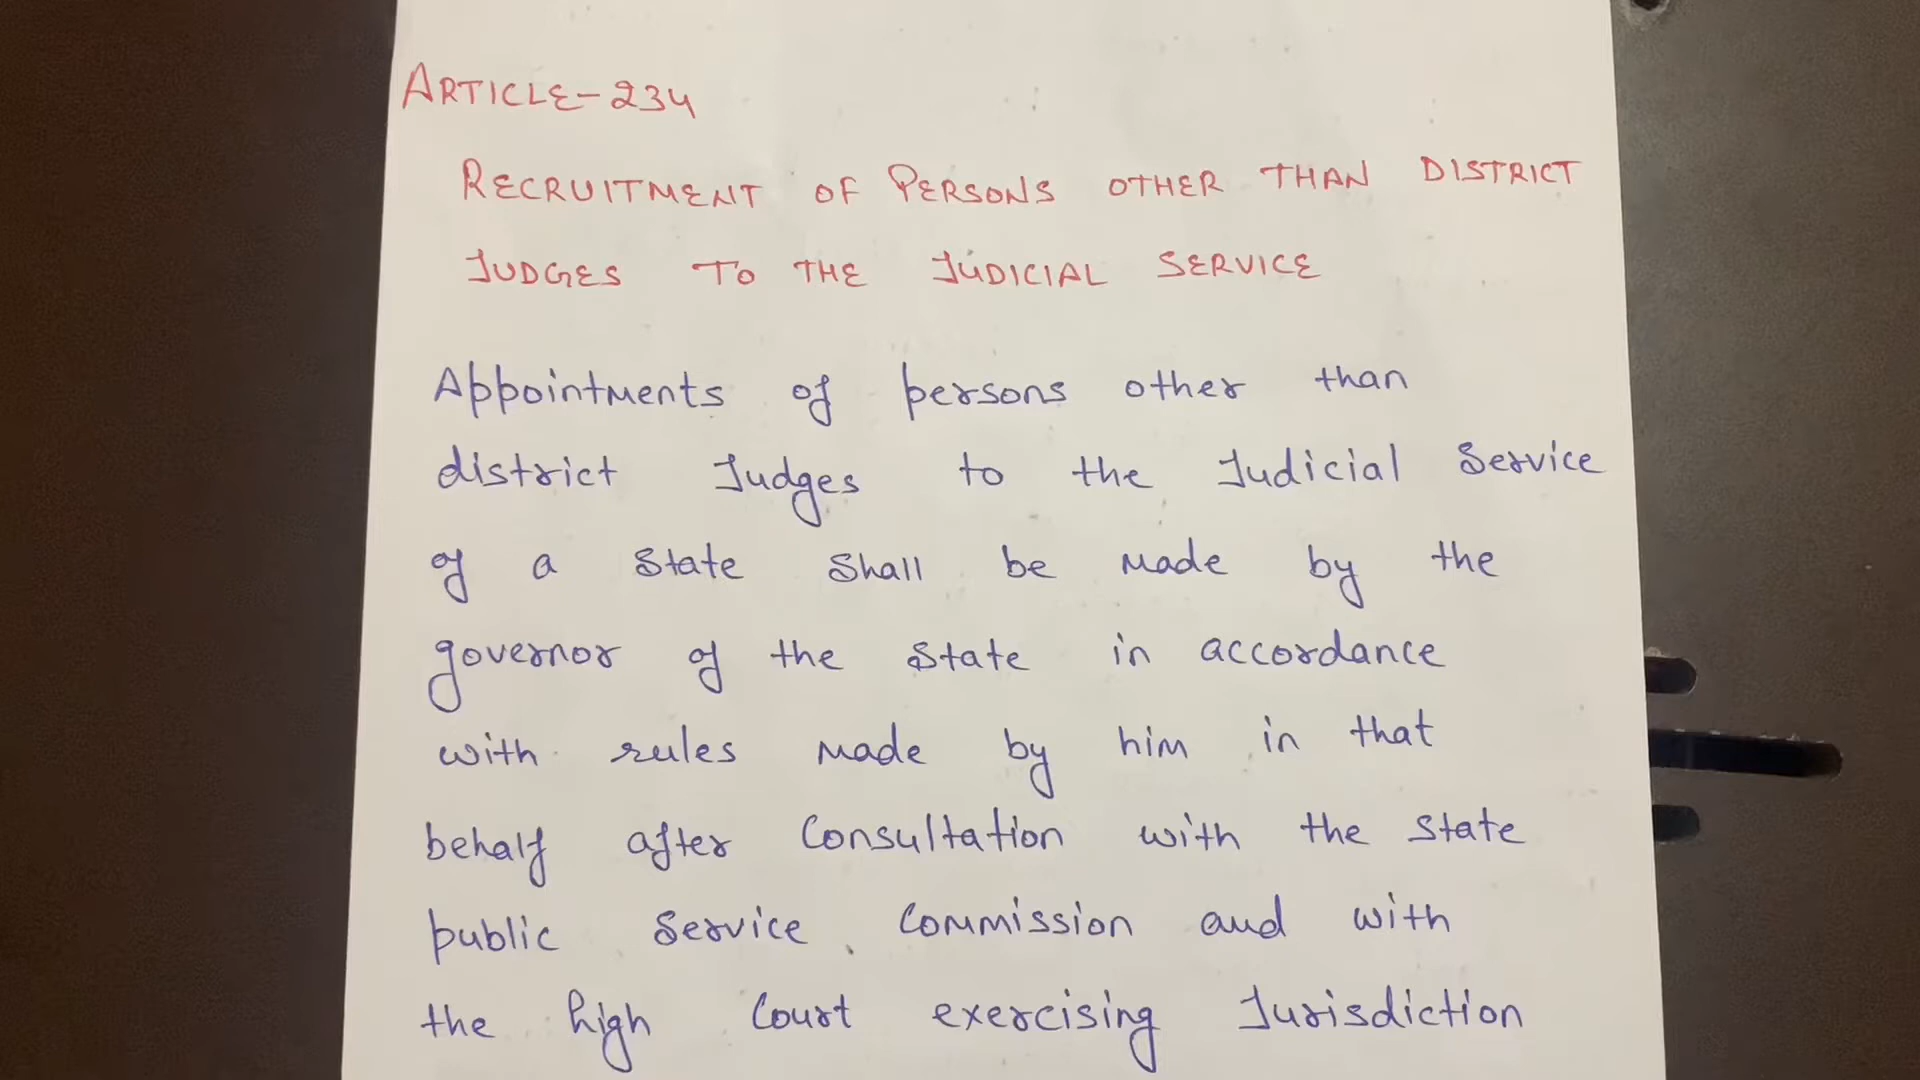 ARTICLE-234
RECRUITMENT OF PERSONS OTHER THAN DISTRICT
JUDGES TO THE JUDICIAL SERVICE
Appointments of persons other than
district Judges to the Judicial Service
of a State Shall be made by the
governor of the State in accordance
with rules made by him in that
behalf after Consultation with the State
public Service Commission and with
the high Court exercising Jurisdiction